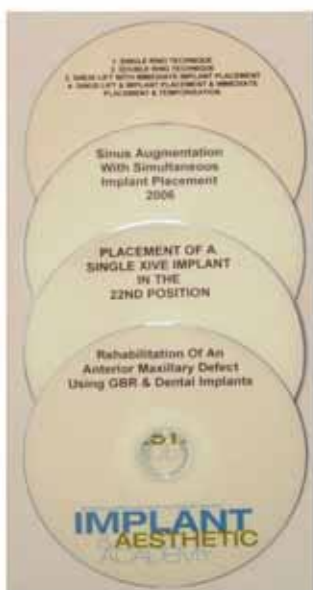 1. SINGLE RING TECHNIQUE
2. DOUBLE RING TECHNIQUE
3. SINUS LIFT WITH IMMEDIATE IMPLANT PLACEMENT
4. SINUS LIFT & IMPLANT PLACEMENT & IMMEDIATE
PLACEMENT & TEMPORISATION
Sinus Augmentation
With Simultaneous
Implant Placement
2006
PLACEMENT OF A
SINGLE XIVE IMPLANT
IN THE
22ND POSITION
Rehabilitation Of An
Anterior Maxillary Defect
Using GBR & Dental Implants
IMPLANT
AESTHETIC
ACADEMY